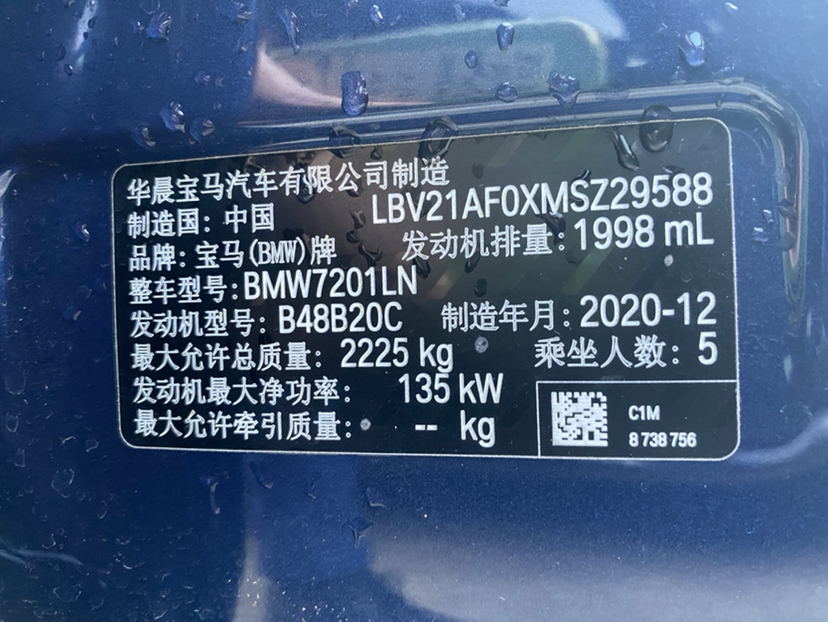 华晨宝马汽车有限公司制造
LBV21AF0XMSZ29588
制造国: 中国
发动机排量: 1998 mL
品牌: 宝马(BMW)牌
整车型号: BMW7201LN
发动机型号: B48B20C 制造年月: 2020-12
最大允许总质量: 2225 kg 乘坐人数: 5
发动机最大净功率: 135 kW
最大允许牵引质量: -- kg
C1M
8 738 756